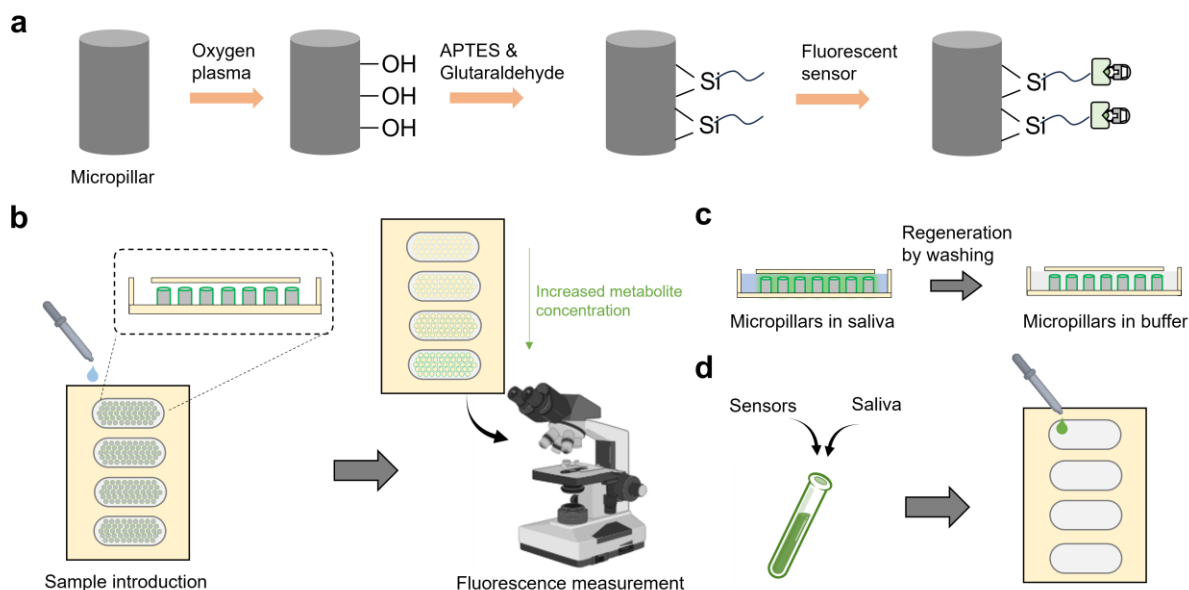 a
Oxygen
plasma
OH
OH
OH
APTES &
Glutaraldehyde
Si
Si
Fluorescent
sensor
Si
Si
Micropillar
b
Increased metabolite
concentration
Sample introduction
Fluorescence measurement
c
Regeneration
by washing
Micropillars in saliva
Micropillars in buffer
d
Sensors
Saliva